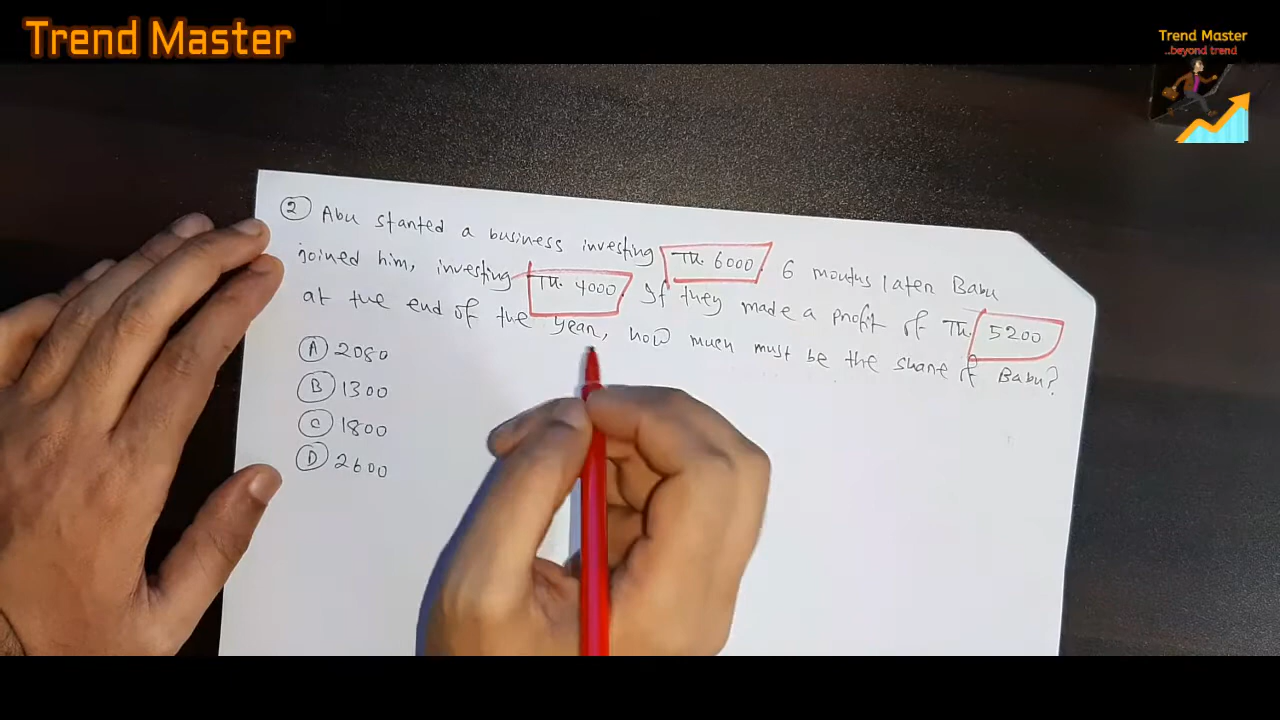 Trend Master
Trend Master
..beyond trend
2 Abu started a business investing Tk. 6000. 6 months later Babu
joined him, investing Tk. 4000. If they made a profit of Tk. 5200
at the end of the year, how much must be the share of Babu?
A 2080
B 1300
C 1800
D 2600